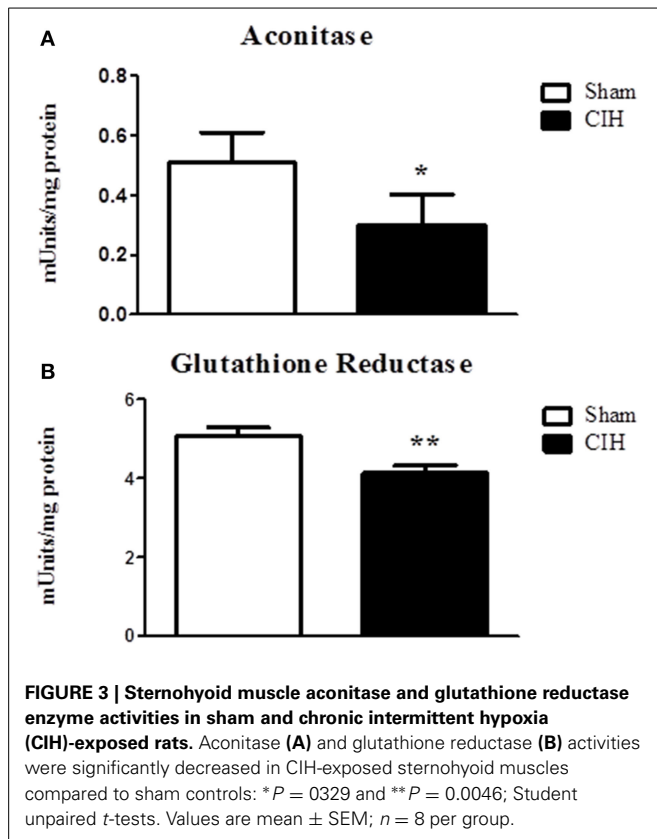 A
Aconitase
mUnits/mg protein
0.8
0.6
0.4
0.2
0.0
*
Sham
CIH
B
Glutathione Reductase
mUnits/mg protein
6
4
2
0
**
Sham
CIH
FIGURE 3 | Sternohyoid muscle aconitase and glutathione reductase
enzyme activities in sham and chronic intermittent hypoxia
(CIH)-exposed rats. Aconitase (A) and glutathione reductase (B) activities
were significantly decreased in CIH-exposed sternohyoid muscles
compared to sham controls: *P = 0329 and **P = 0.0046; Student
unpaired t-tests. Values are mean ± SEM; n = 8 per group.